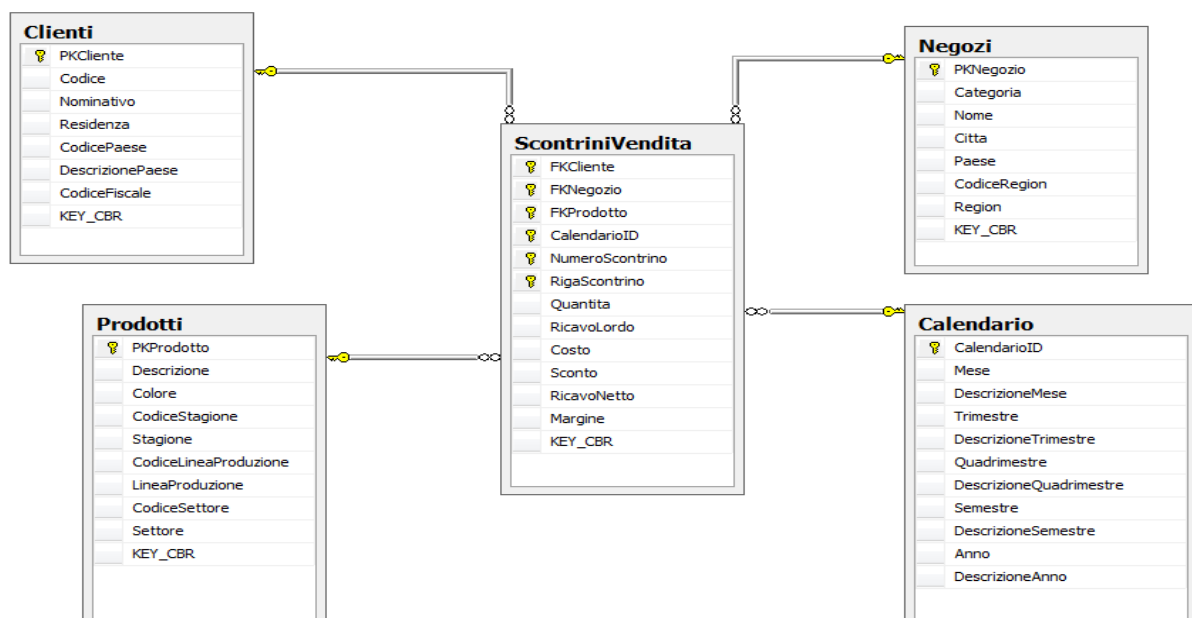 Clienti
PKCliente
Codice
Nominativo
Residenza
CodicePaese
DescrizionePaese
CodiceFiscale
KEY_CBR
Negozi
PKNegozio
Categoria
Nome
Citta
Paese
CodiceRegion
Region
KEY_CBR
ScontriniVendita
FKCliente
FKNegozio
FKProdotto
CalendarioID
NumeroScontrino
RigaScontrino
Quantita
RicavoLordo
Costo
Sconto
RicavoNetto
Margine
KEY_CBR
Prodotti
PKProdotto
Descrizione
Colore
CodiceStagione
Stagione
CodiceLineaProduzione
LineaProduzione
CodiceSettore
Settore
KEY_CBR
Calendario
CalendarioID
Mese
DescrizioneMese
Trimestre
DescrizioneTrimestre
Quadrimestre
DescrizioneQuadrimestre
Semestre
DescrizioneSemestre
Anno
DescrizioneAnno